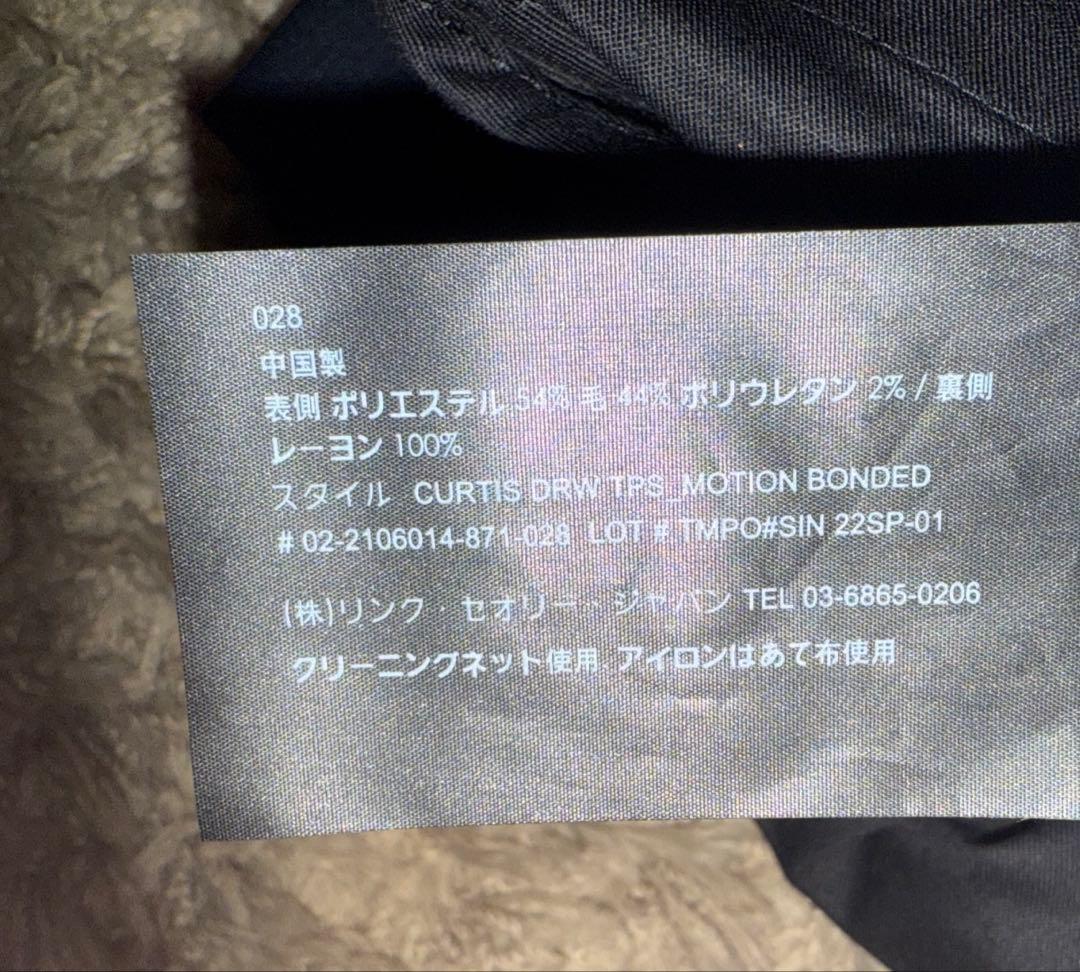 028
中国製
表側 ポリエステル 54% 毛 44% ポリウレタン 2% / 裏側
レーヨン 100%
スタイル CURTIS DRW TPS_MOTION BONDED
# 02-2106014-871-028 LOT # TMPO#SIN 22SP-01
(株)リンク・セオリー・ジャパン TEL 03-6865-0206
クリーニングネット使用. アイロンはあて布使用